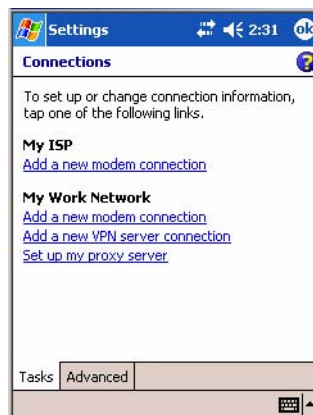 Settings 2:31 ok
Connections ?
To set up or change connection information,
tap one of the following links.
My ISP
Add a new modem connection
My Work Network
Add a new modem connection
Add a new VPN server connection
Set up my proxy server
Tasks Advanced